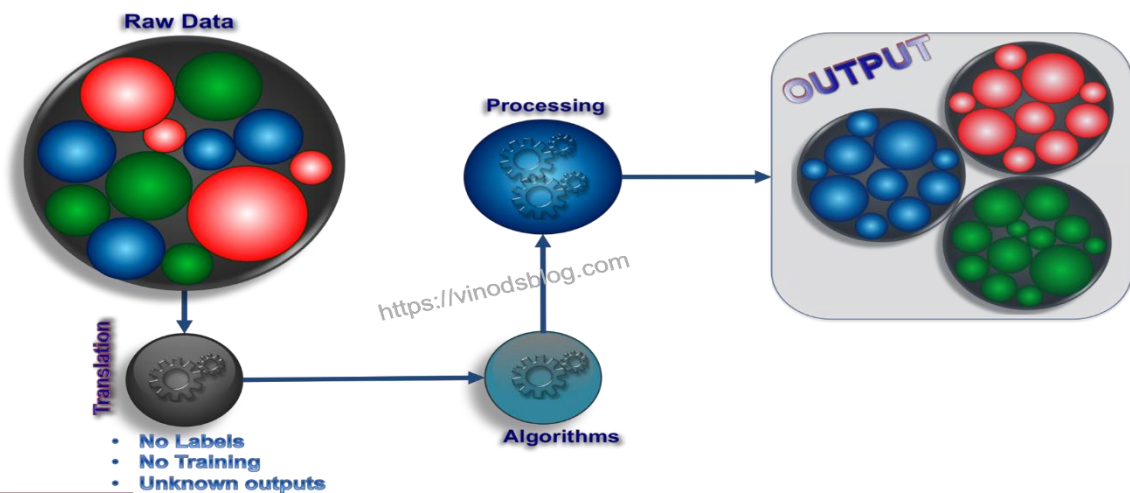 Raw Data
Processing
OUTPUT
https://vinodsblog.com
Translation
Algorithms
• No Labels
• No Training
• Unknown outputs